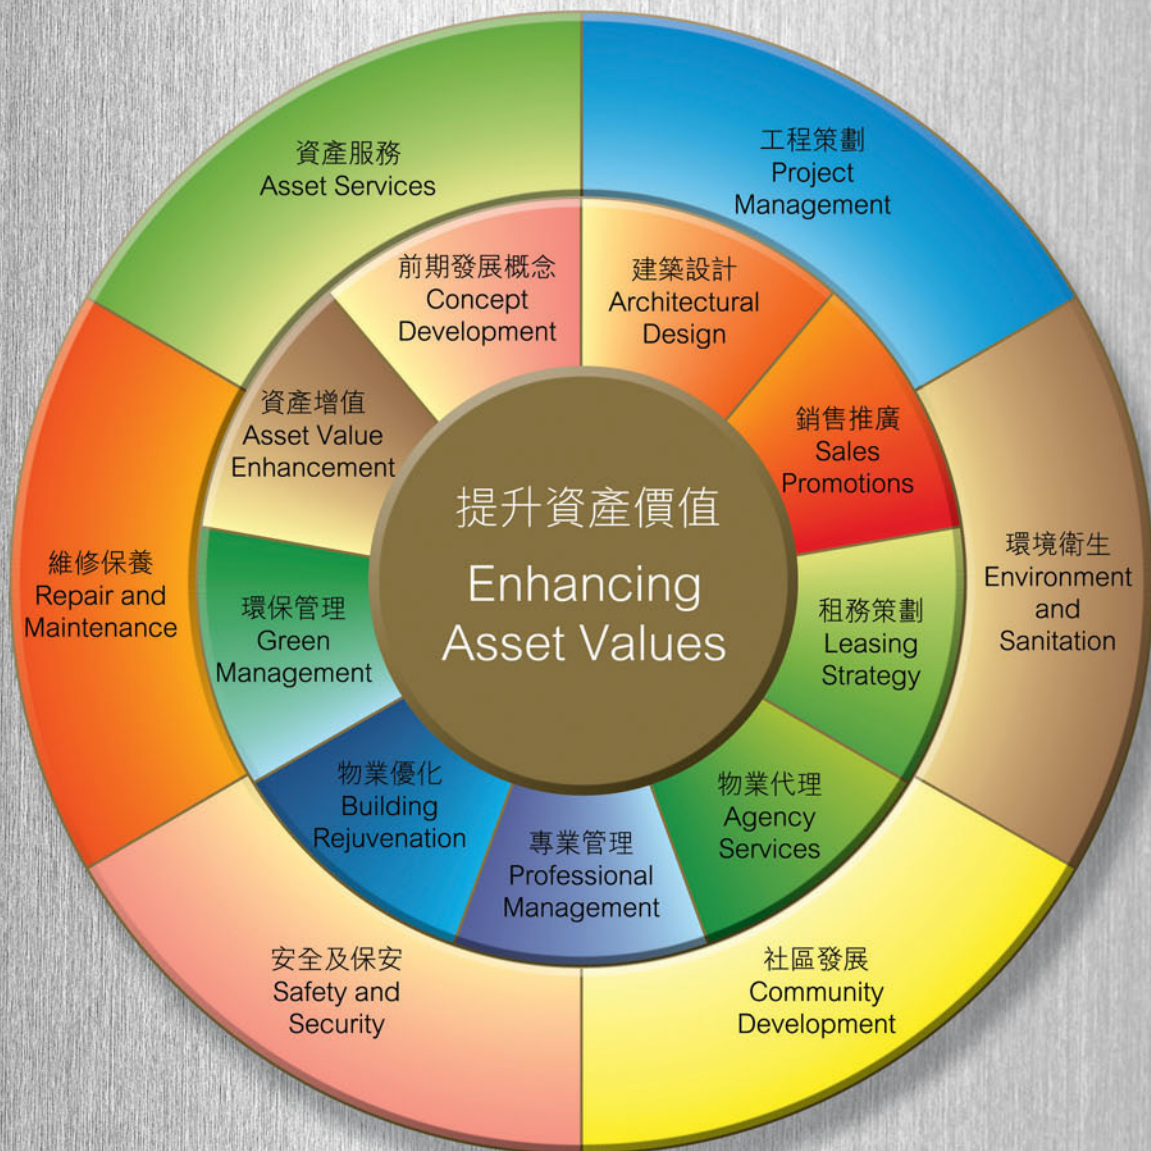 資產服務
Asset Services
工程策劃
Project
Management
前期發展概念
Concept
Development
建築設計
Architectural
Design
資產增值
Asset Value
Enhancement
銷售推廣
Sales
Promotions
提升資產價值
Enhancing
Asset Values
維修保養
Repair and
Maintenance
環保管理
Green
Management
租務策劃
Leasing
Strategy
環境衛生
Environment
and
Sanitation
物業優化
Building
Rejuvenation
專業管理
Professional
Management
物業代理
Agency
Services
安全及保安
Safety and
Security
社區發展
Community
Development